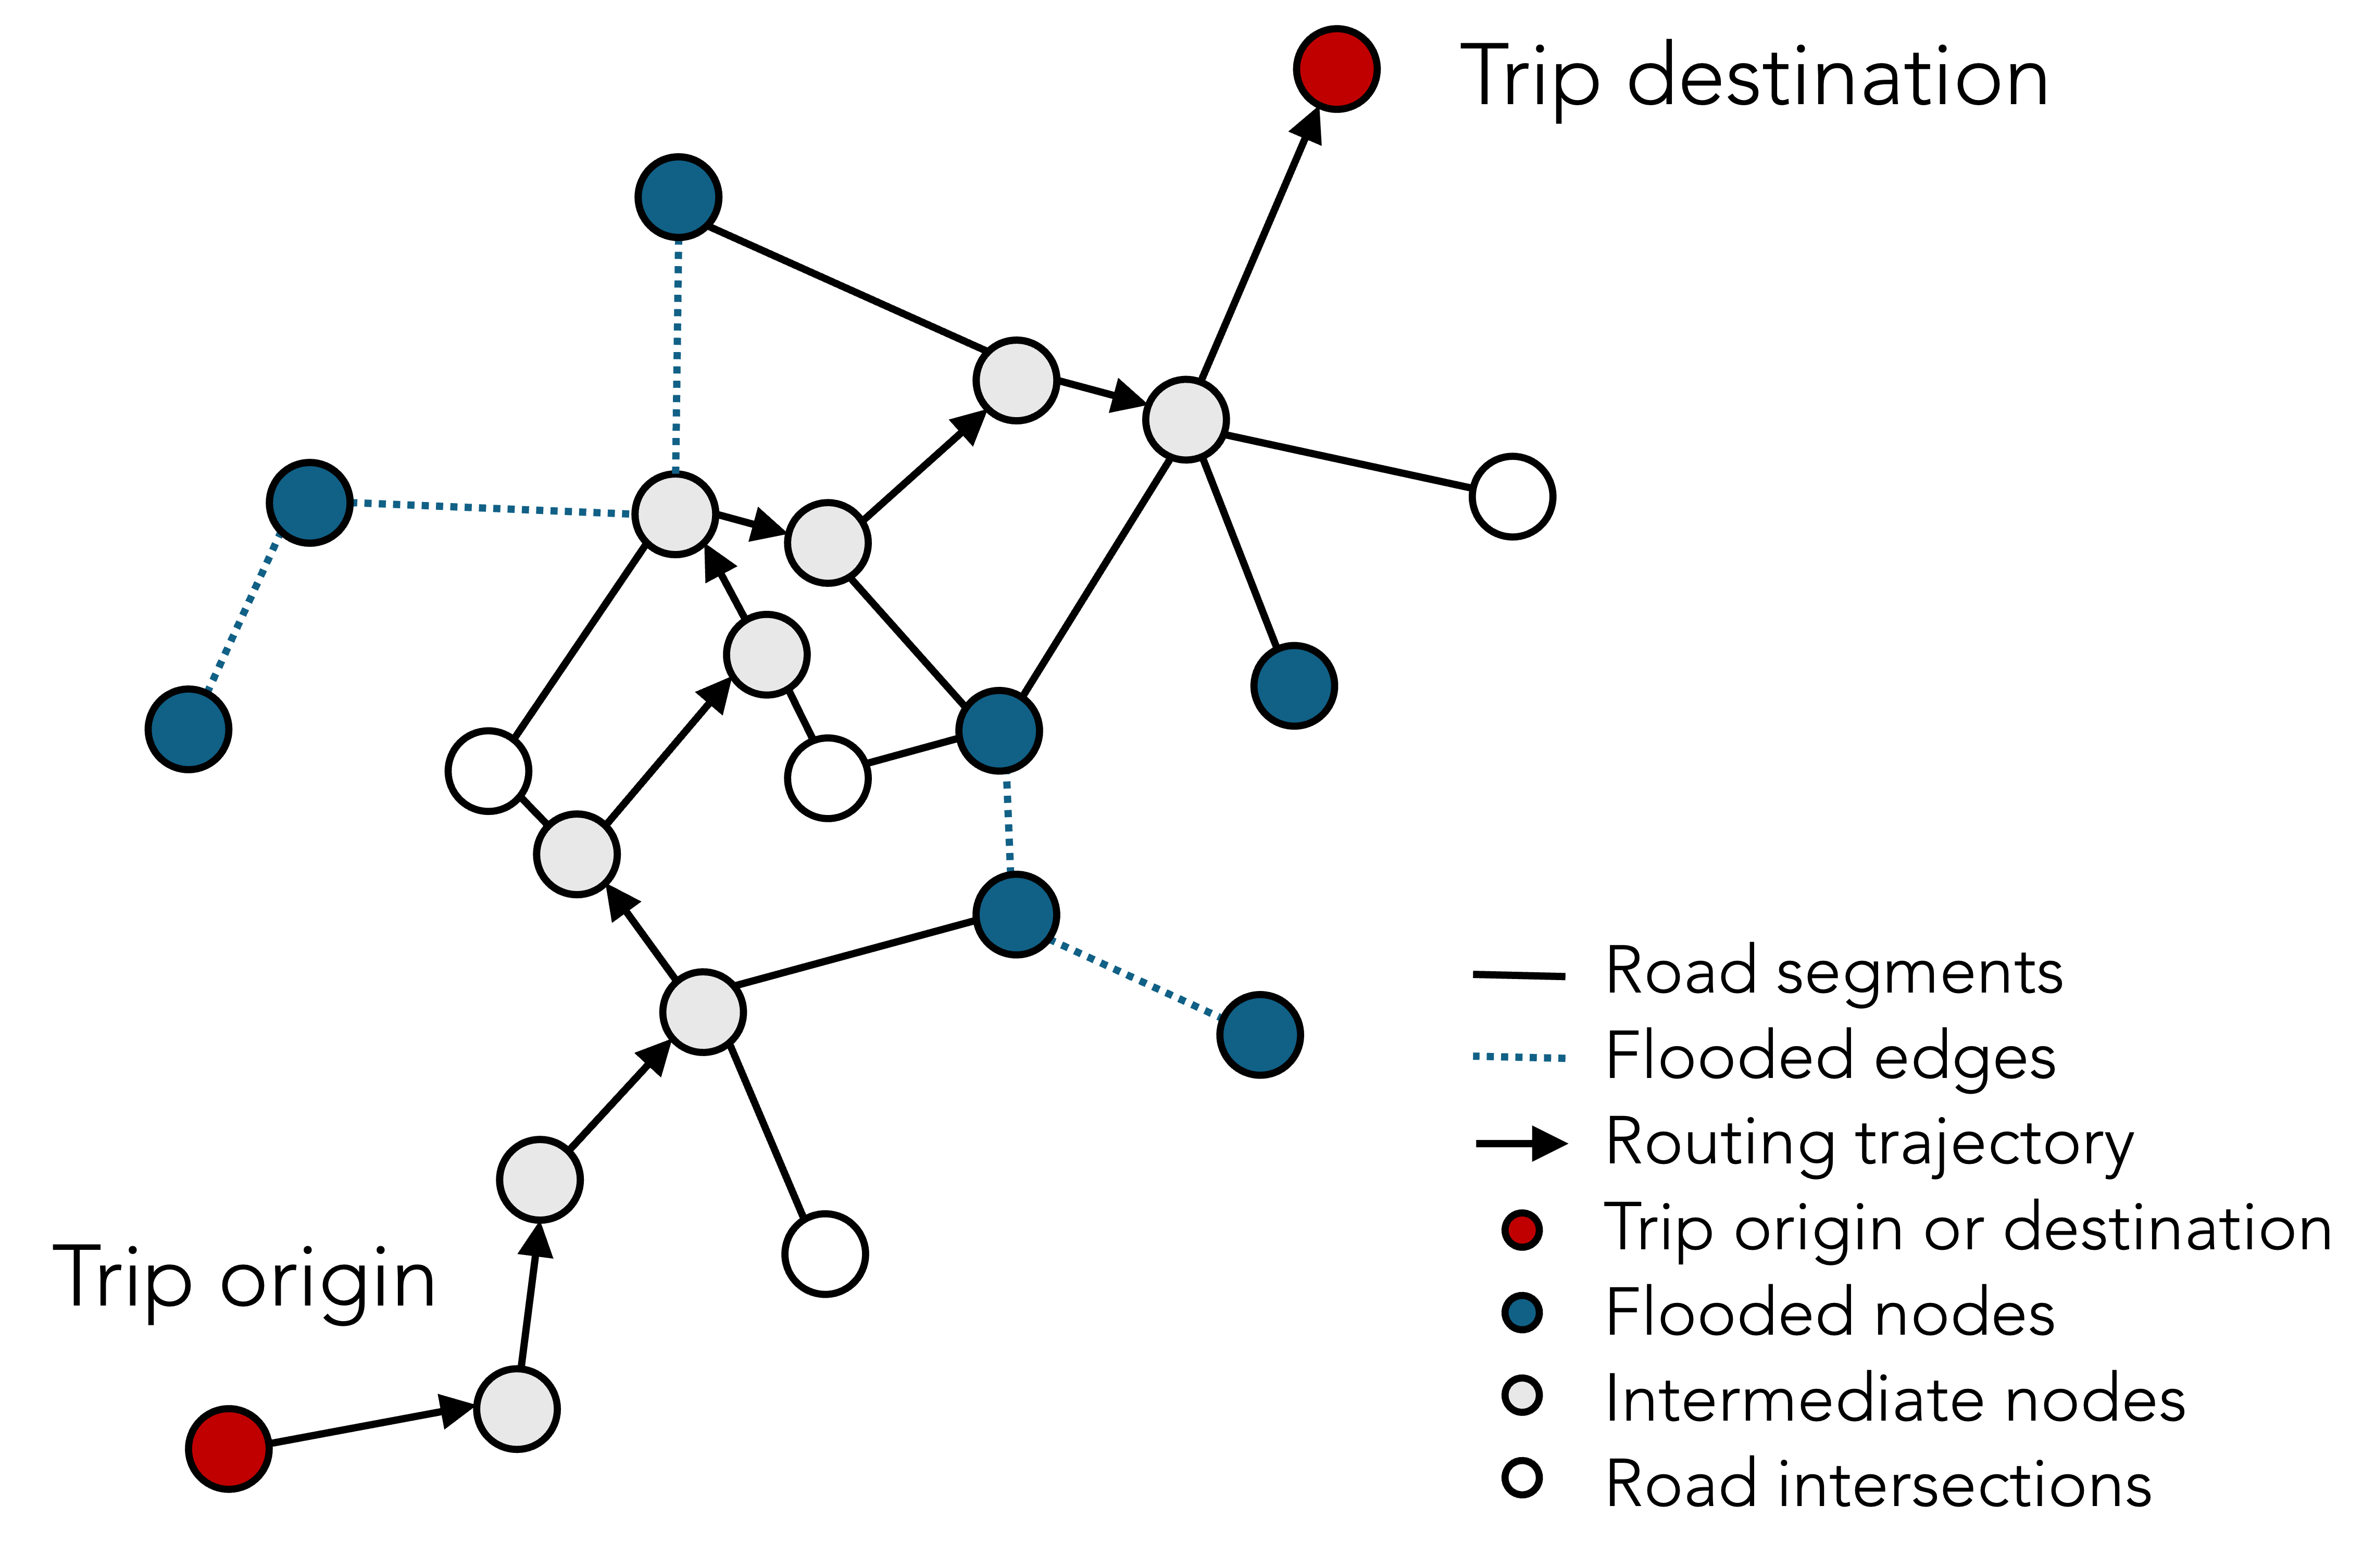 Trip destination
Trip origin
Road segments
Flooded edges
Routing trajectory
Trip origin or destination
Flooded nodes
Intermediate nodes
Road intersections